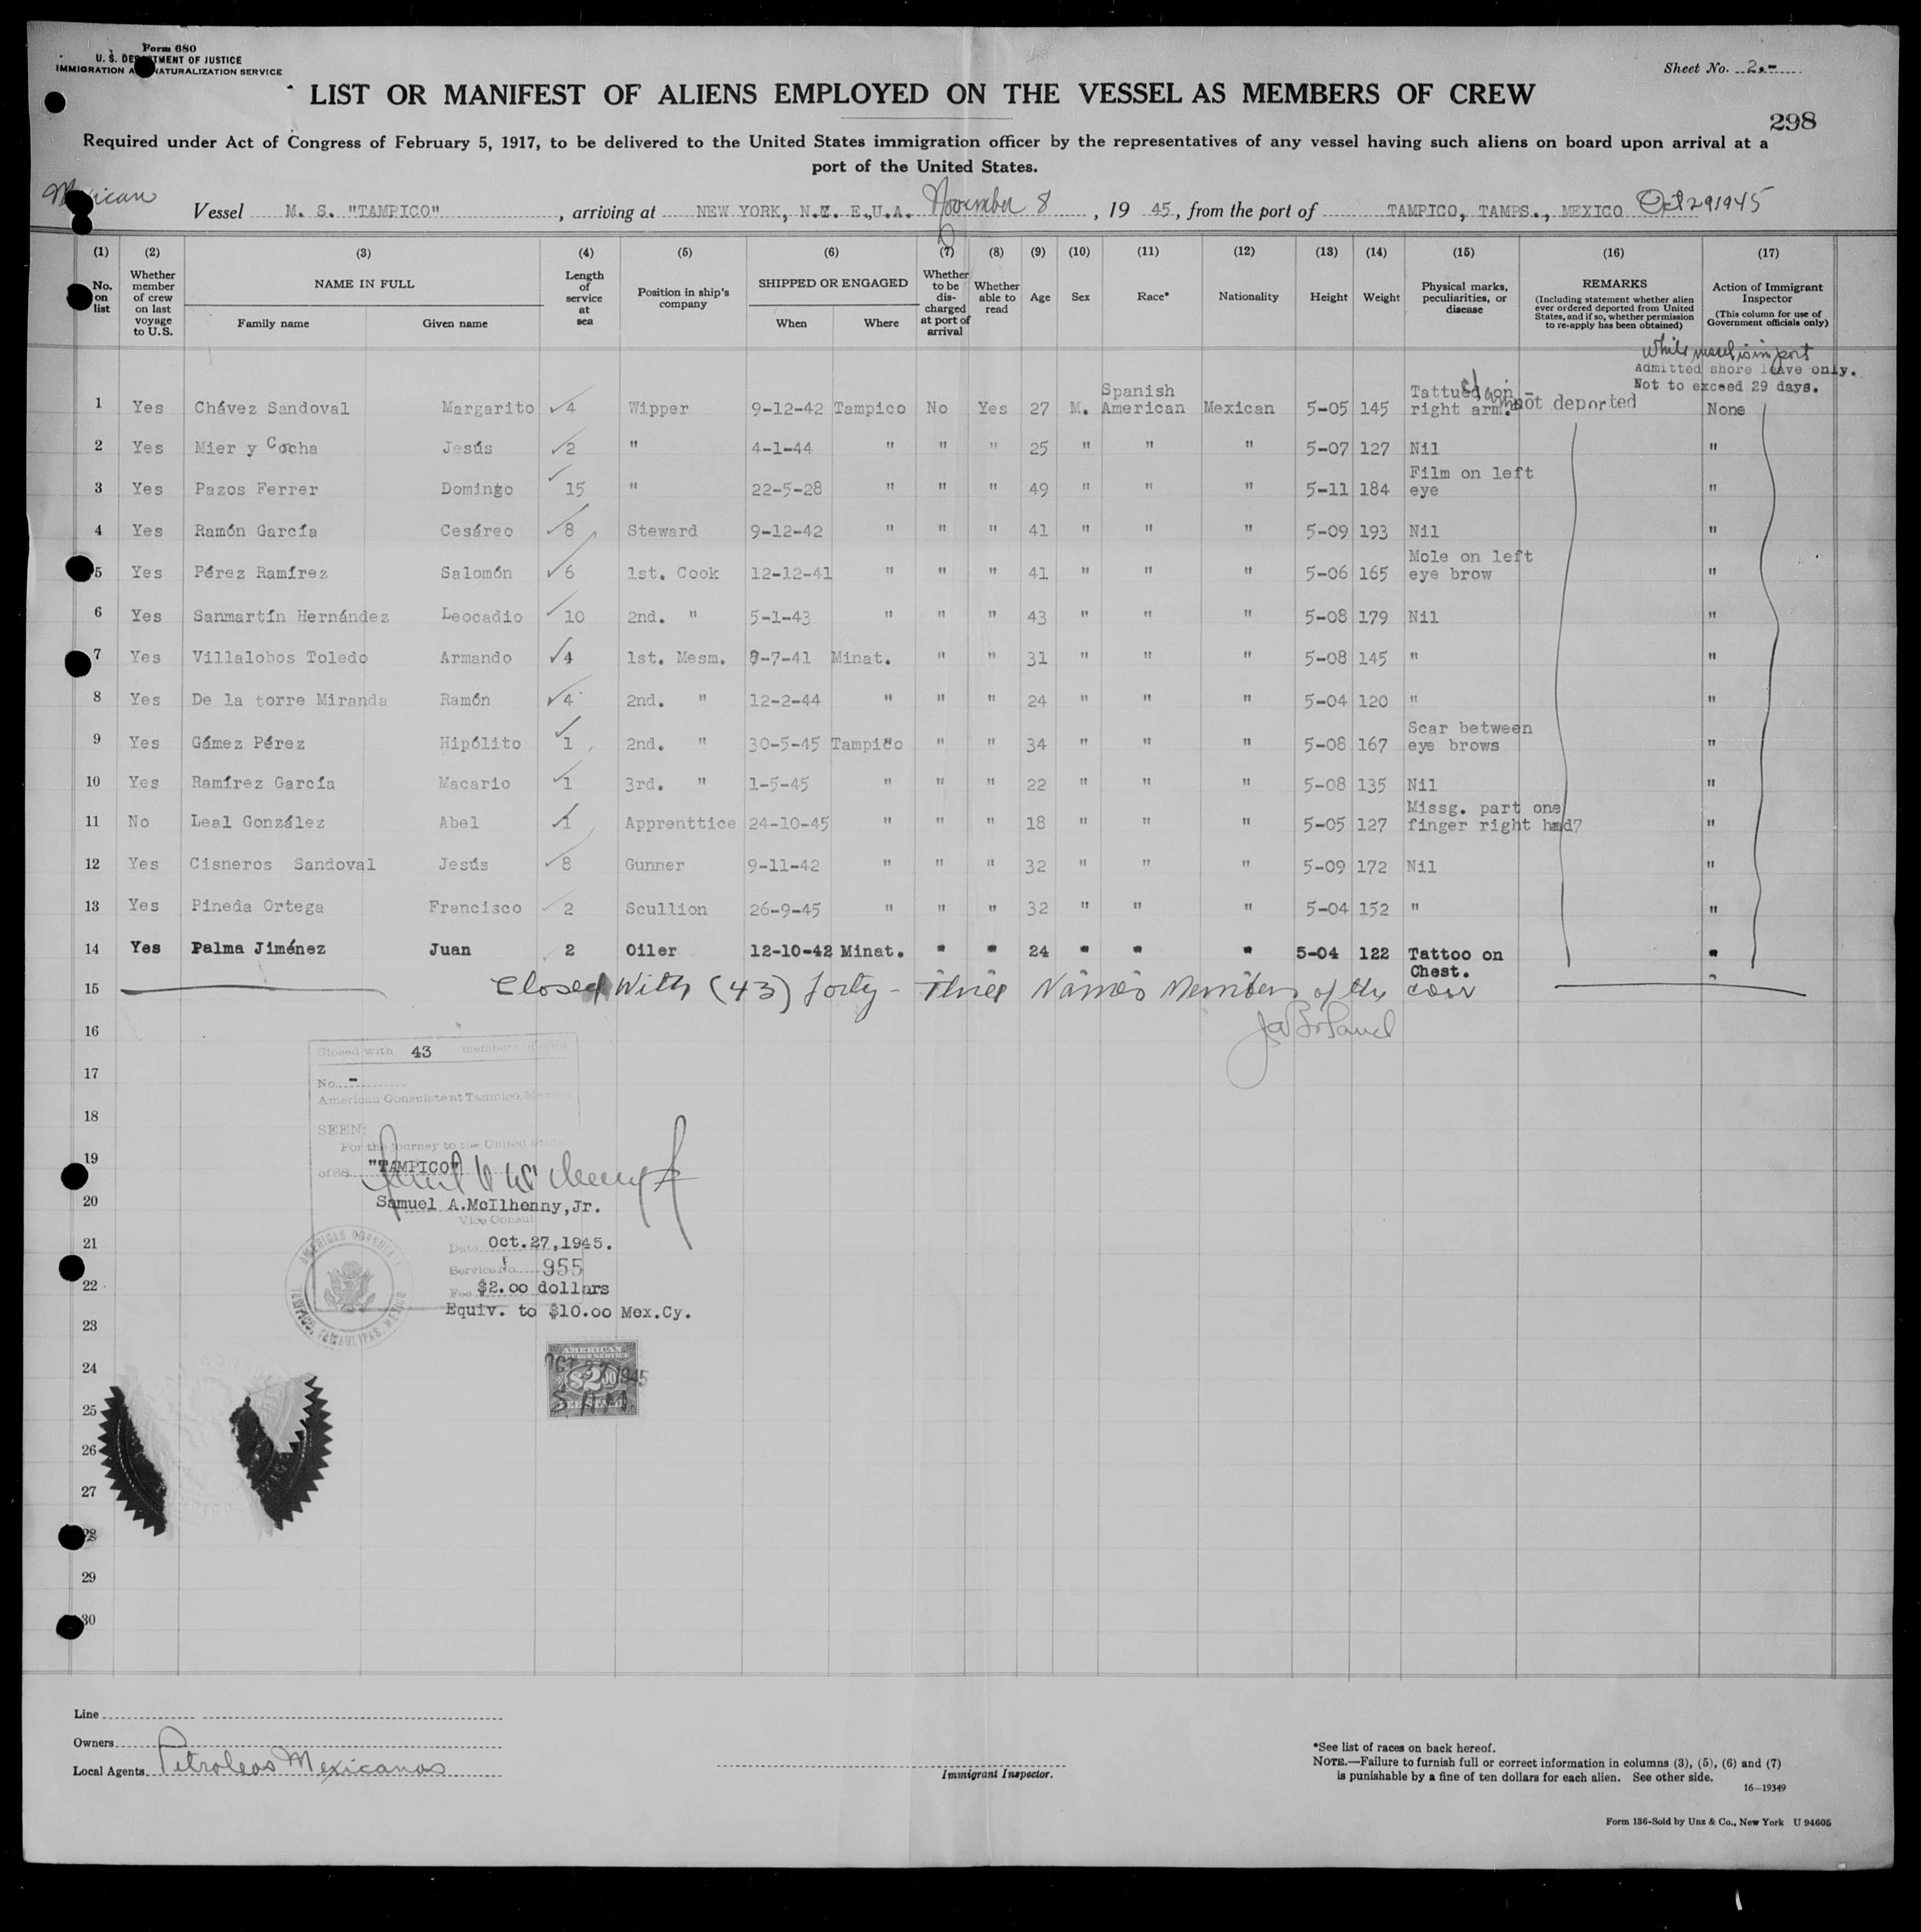 Form 680
U. S. DEPARTMENT OF JUSTICE
IMMIGRATION AND NATURALIZATION SERVICE
Sheet No. 2.-
LIST OR MANIFEST OF ALIENS EMPLOYED ON THE VESSEL AS MEMBERS OF CREW
298
Required under Act of Congress of February 5, 1917, to be delivered to the United States immigration officer by the representatives of any vessel having such aliens on board upon arrival at a
port of the United States.
Mexican Vessel M. S. "TAMPICO", arriving at NEW YORK, N.Y. E.U.A. November 8, 1945, from the port of TAMPICO, TAMPS., MEXICO Oct 29 1945
(1) (2) (3) (4) (5) (6) (7) (8) (9) (10) (11) (12) (13) (14) (15) (16) (17)
No. on list
Whether member of crew on last voyage to U.S.
NAME IN FULL
Family name Given name
Length of service at sea
Position in ship's company
SHIPPED OR ENGAGED
When Where
Whether to be discharged at port of arrival
Whether able to read
Age Sex Race* Nationality Height Weight
Physical marks, peculiarities, or disease
REMARKS
(Including statement whether alien ever ordered deported from United States, and if so, whether permission to re-apply has been obtained)
Action of Immigrant Inspector
(This column for use of Government officials only)
While vessel is in port
Admitted shore leave only.
Not to exceed 29 days.
1 Yes Chávez Sandoval Margarito 4 Wipper 9-12-42 Tampico No Yes 27 M. Spanish American Mexican 5-05 145 Tattued on right arm. not deported None
2 Yes Mier y Concha Jesús 2 " 4-1-44 " " " 25 " " " 5-07 127 Nil "
3 Yes Pazos Ferrer Domingo 15 " 22-5-28 " " " 49 " " " 5-11 184 Film on left eye "
4 Yes Ramón García Cesáreo 8 Steward 9-12-42 " " " 41 " " " 5-09 193 Nil "
5 Yes Pérez Ramírez Salomón 6 1st. Cook 12-12-41 " " " 41 " " " 5-06 165 Mole on left eye brow "
6 Yes Sanmartín Hernández Leocadio 10 2nd. " 5-1-43 " " " 43 " " " 5-08 179 Nil "
7 Yes Villalobos Toledo Armando 4 1st. Mesm. -7-41 Minat. " " 31 " " " 5-08 145 " "
8 Yes De la torre Miranda Ramón 4 2nd. " 12-2-44 " " " 24 " " " 5-04 120 " "
9 Yes Gámez Pérez Hipólito 1 2nd. " 30-5-45 Tampico " " 34 " " " 5-08 167 Scar between eye brows "
10 Yes Ramírez García Macario 1 3rd. " 1-5-45 " " " 22 " " " 5-08 135 Nil "
11 No Leal González Abel 1 Apprenttice 24-10-45 " " " 18 " " " 5-05 127 Missg. part one finger right hand? "
12 Yes Cisneros Sandoval Jesús 8 Gunner 9-11-42 " " " 32 " " " 5-09 172 Nil "
13 Yes Pineda Ortega Francisco 2 Scullion 26-9-45 " " " 32 " " " 5-04 152 " "
14 Yes Palma Jiménez Juan 2 Oiler 12-10-42 Minat. " " 24 " " " 5-04 122 Tattoo on Chest. "
15 Closed With (43) forty - Three Names Members of the crew
16
17
18
19
20
21
22
23
24
25
26
27
28
29
30
Closed with 43 members of crew
No. -
American Consulate at Tampico, Mexico
SEEN:
For the journey to the United States
of SS. "TAMPICO"
Samuel A.McIlhenny,Jr.
Vice Consul
Date Oct.27,1945.
Service No. 955
Fee $2.00 dollars
Equiv. to $10.00 Mex.Cy.
AMERICAN CONSULATE
TAMPICO, TAMAULIPAS, MEXICO
AMERICAN
FOREIGN SERVICE
$2.00
FEE STAMP
OCT 27 1945
Line
Owners
Local Agents Petroleos Mexicanos
Immigrant Inspector.
*See list of races on back hereof.
NOTE.—Failure to furnish full or correct information in columns (3), (5), (6) and (7)
is punishable by a fine of ten dollars for each alien. See other side.
16—19349
Form 136-Sold by Unz & Co., New York U 94605